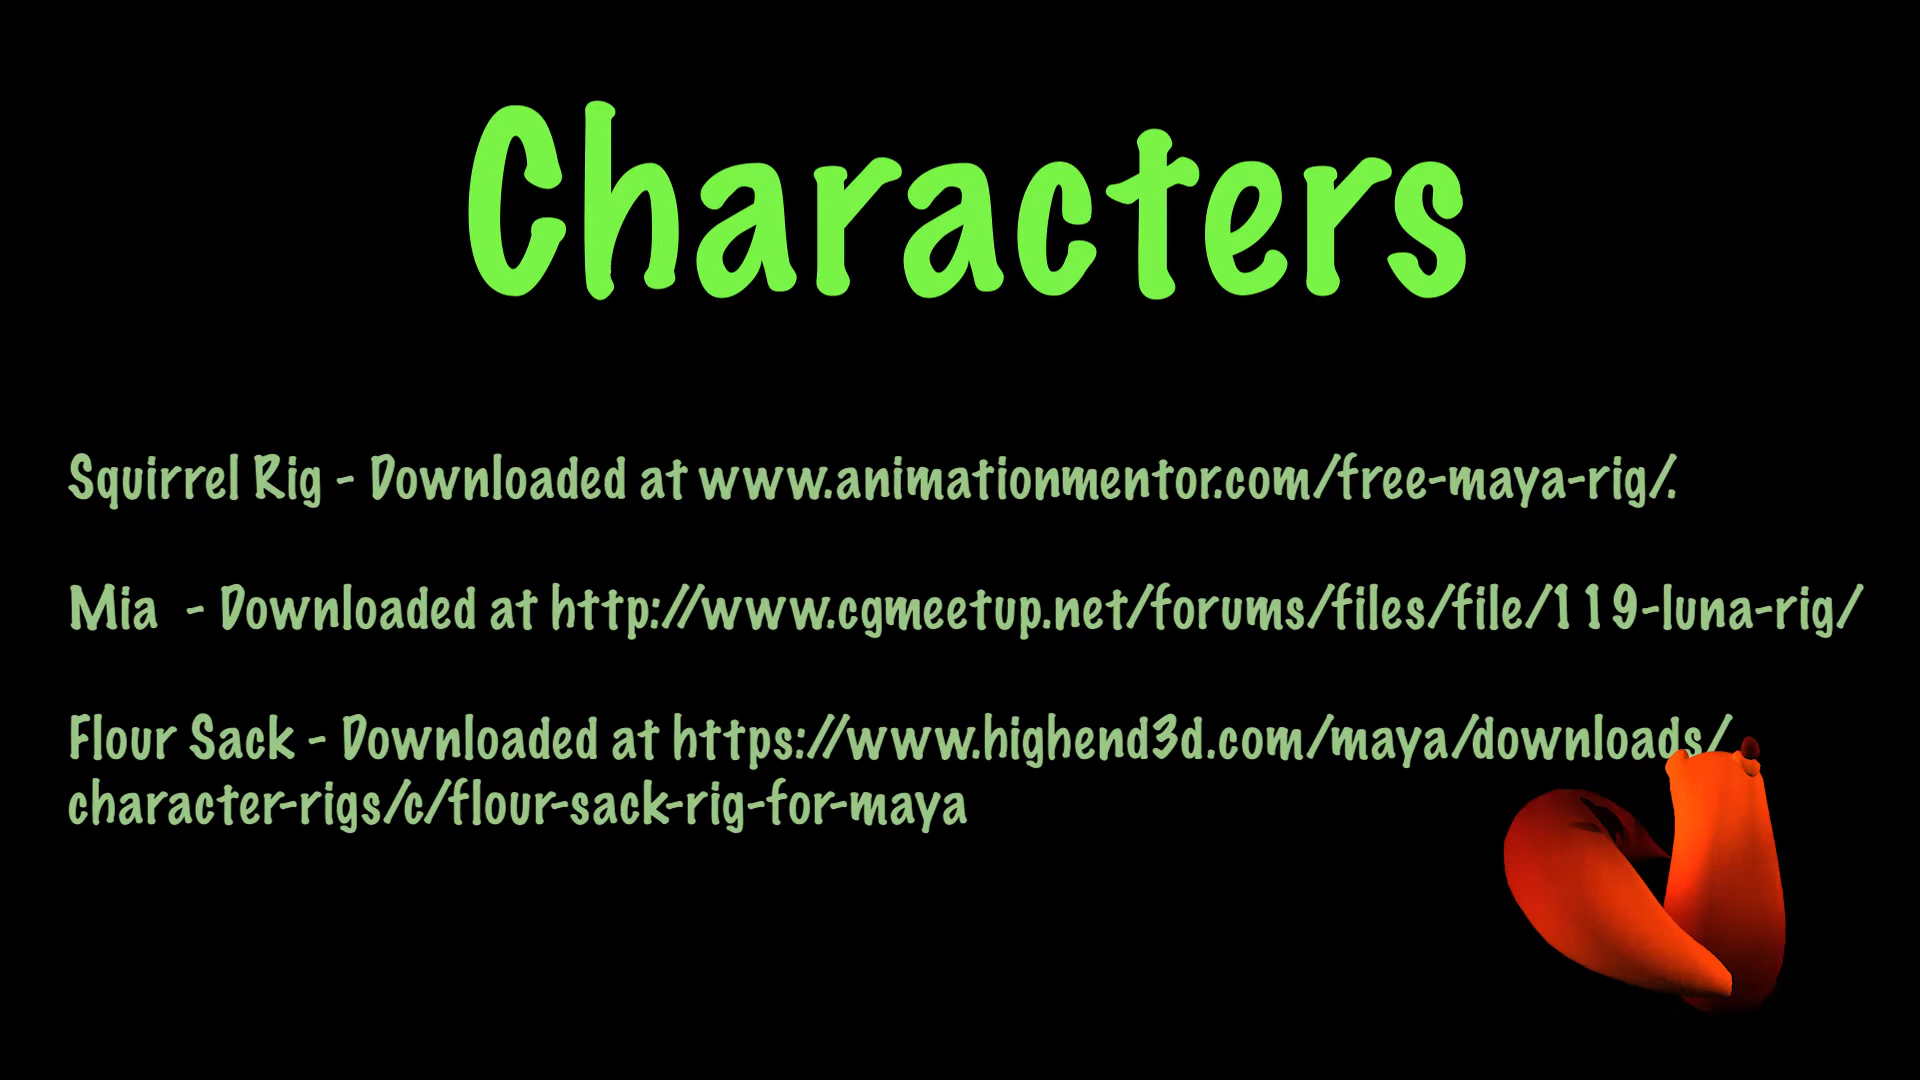 Characters
Squirrel Rig - Downloaded at www.animationmentor.com/free-maya-rig/.
Mia  - Downloaded at http://www.cgmeetup.net/forums/files/file/119-luna-rig/
Flour Sack - Downloaded at https://www.highend3d.com/maya/downloads/
character-rigs/c/flour-sack-rig-for-maya